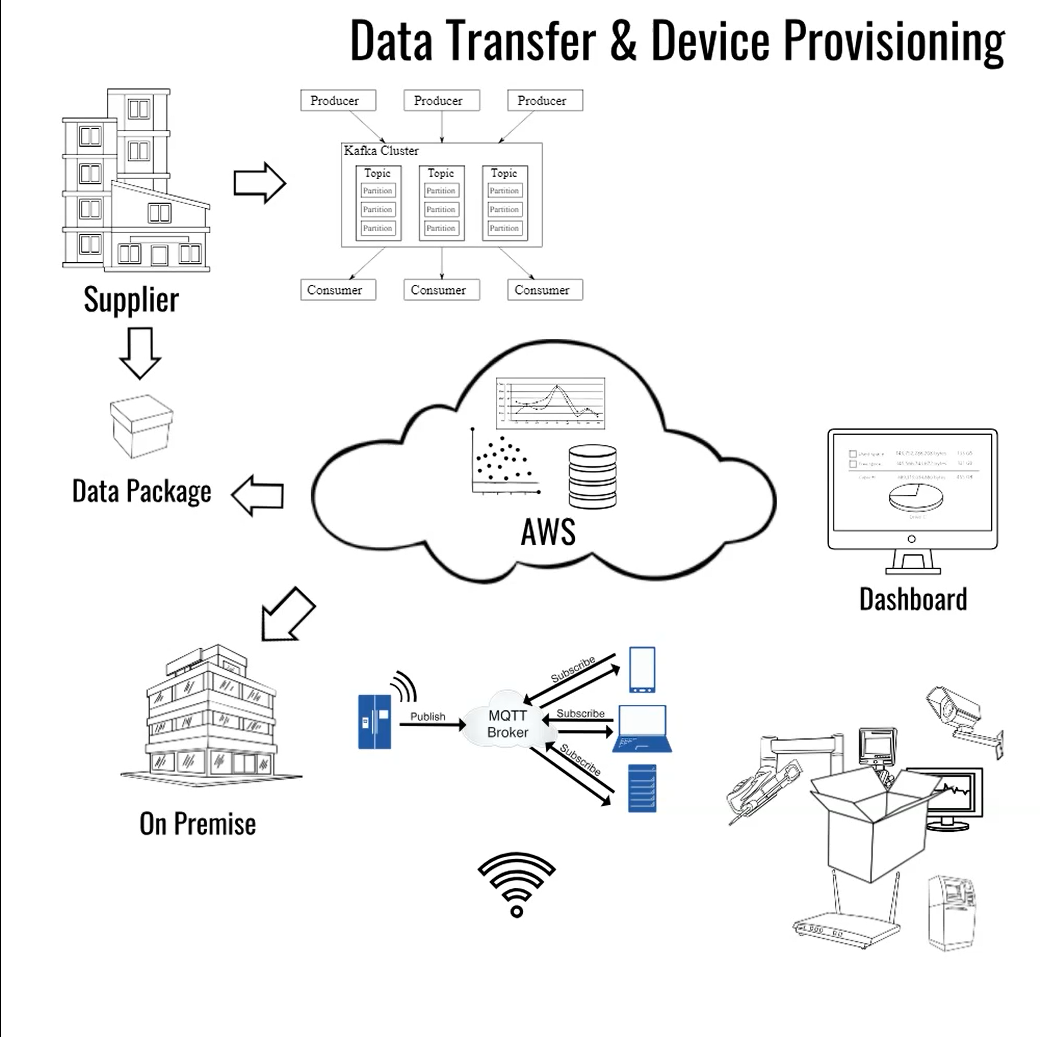 Data Transfer & Device Provisioning
Producer
Producer
Producer
Kafka Cluster
Topic
Topic
Topic
Partition
Partition
Partition
Partition
Partition
Partition
Partition
Partition
Partition
Consumer
Consumer
Consumer
Supplier
Data Package
AWS
Dashboard
Subscribe
Publish
MQTT
Broker
Subscribe
Subscribe
On Premise